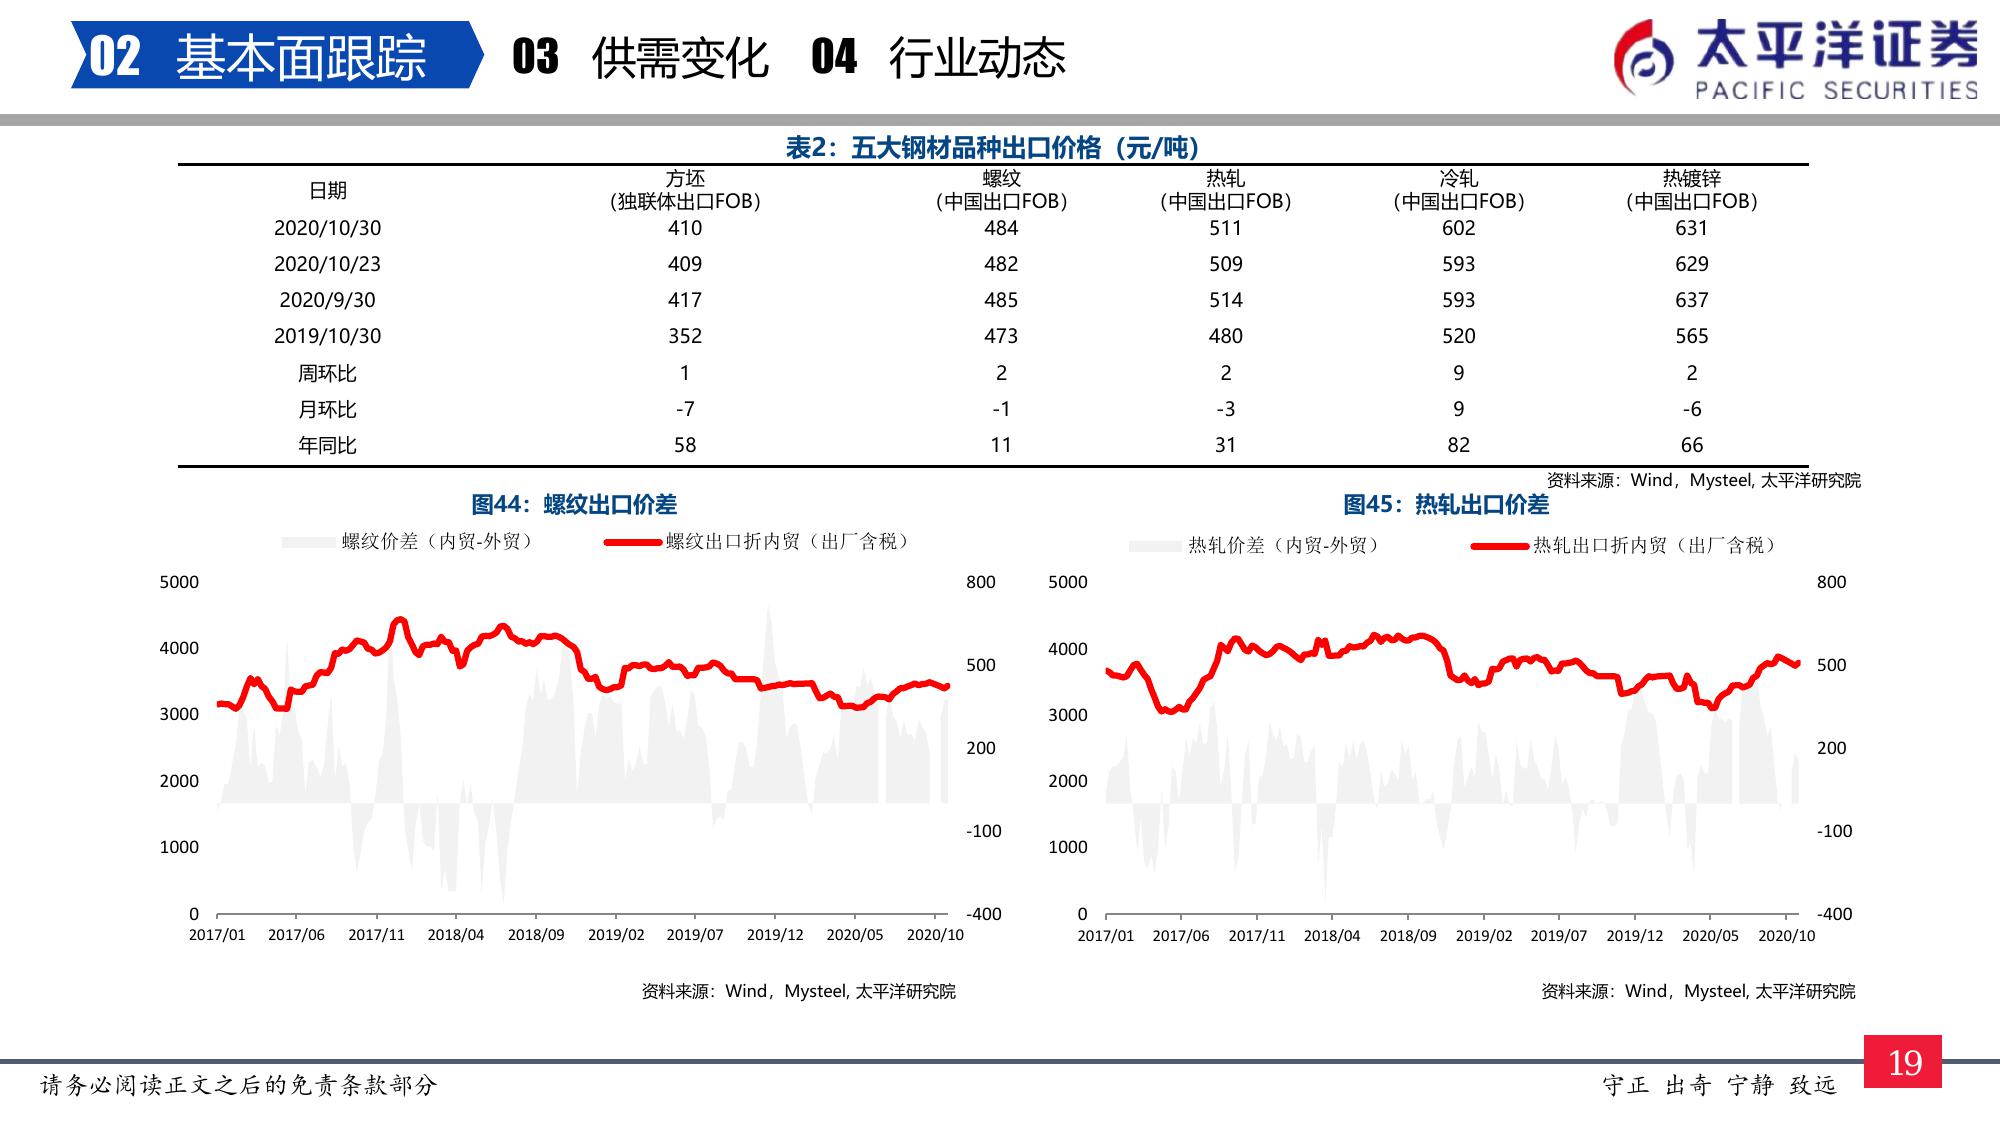 02 基本面跟踪 03 供需变化 04 行业动态
太平洋证券
PACIFIC SECURITIES
表2：五大钢材品种出口价格（元/吨）
日期 方坯（独联体出口FOB） 螺纹（中国出口FOB） 热轧（中国出口FOB） 冷轧（中国出口FOB） 热镀锌（中国出口FOB）
2020/10/30 410 484 511 602 631
2020/10/23 409 482 509 593 629
2020/9/30 417 485 514 593 637
2019/10/30 352 473 480 520 565
周环比 1 2 2 9 2
月环比 -7 -1 -3 9 -6
年同比 58 11 31 82 66
资料来源：Wind，Mysteel, 太平洋研究院
图44：螺纹出口价差
螺纹价差（内贸-外贸） 螺纹出口折内贸（出厂含税）
5000 800
4000 500
3000 200
2000 -100
1000 -400
0
2017/01 2017/06 2017/11 2018/04 2018/09 2019/02 2019/07 2019/12 2020/05 2020/10
资料来源：Wind，Mysteel, 太平洋研究院
图45：热轧出口价差
热轧价差（内贸-外贸） 热轧出口折内贸（出厂含税）
5000 800
4000 500
3000 200
2000 -100
1000 -400
0
2017/01 2017/06 2017/11 2018/04 2018/09 2019/02 2019/07 2019/12 2020/05 2020/10
资料来源：Wind，Mysteel, 太平洋研究院
请务必阅读正文之后的免责条款部分
守正 出奇 宁静 致远
19